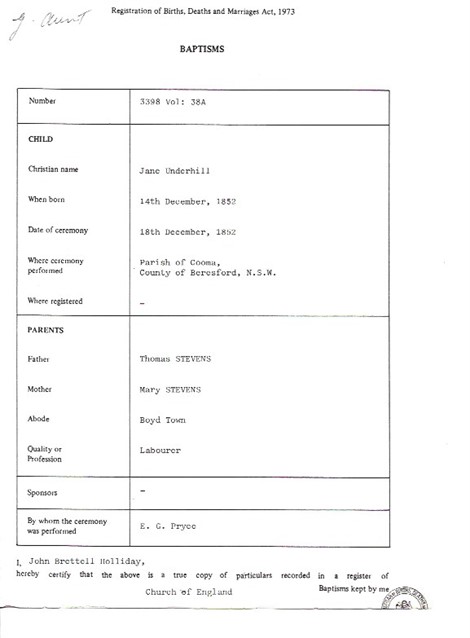 g. Aunt
Registration of Births, Deaths and Marriages Act, 1973
BAPTISMS
Number 3398 Vol: 38A
CHILD
Christian name Jane Underhill
When born 14th December, 1852
Date of ceremony 18th December, 1852
Where ceremony performed Parish of Cooma,
County of Beresford, N.S.W.
Where registered –
PARENTS
Father Thomas STEVENS
Mother Mary STEVENS
Abode Boyd Town
Quality or Profession Labourer
Sponsors –
By whom the ceremony was performed E. G. Pryce
I, John Brettell Holliday,
hereby certify that the above is a true copy of particulars recorded in a register of
Church of England Baptisms kept by me